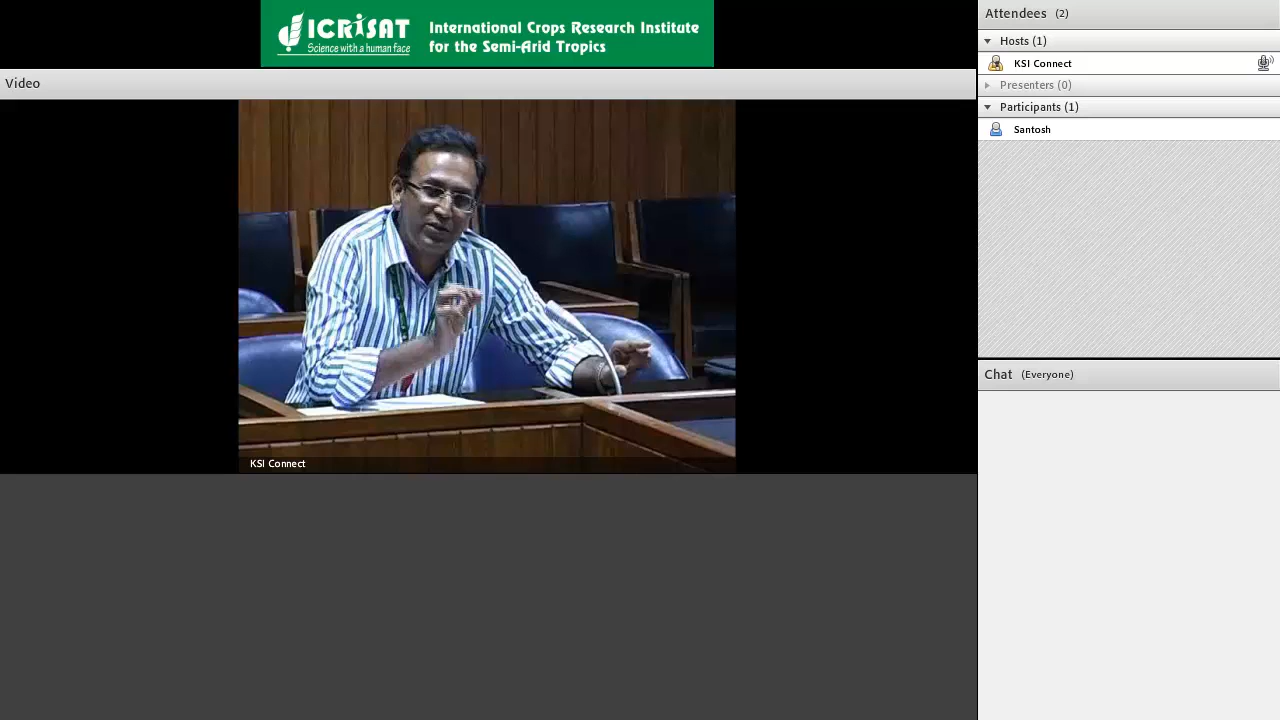 ICRISAT
Science with a human face
International Crops Research Institute
for the Semi-Arid Tropics
Video
KSI Connect
Attendees (2)
Hosts (1)
KSI Connect
Presenters (0)
Participants (1)
Santosh
Chat (Everyone)